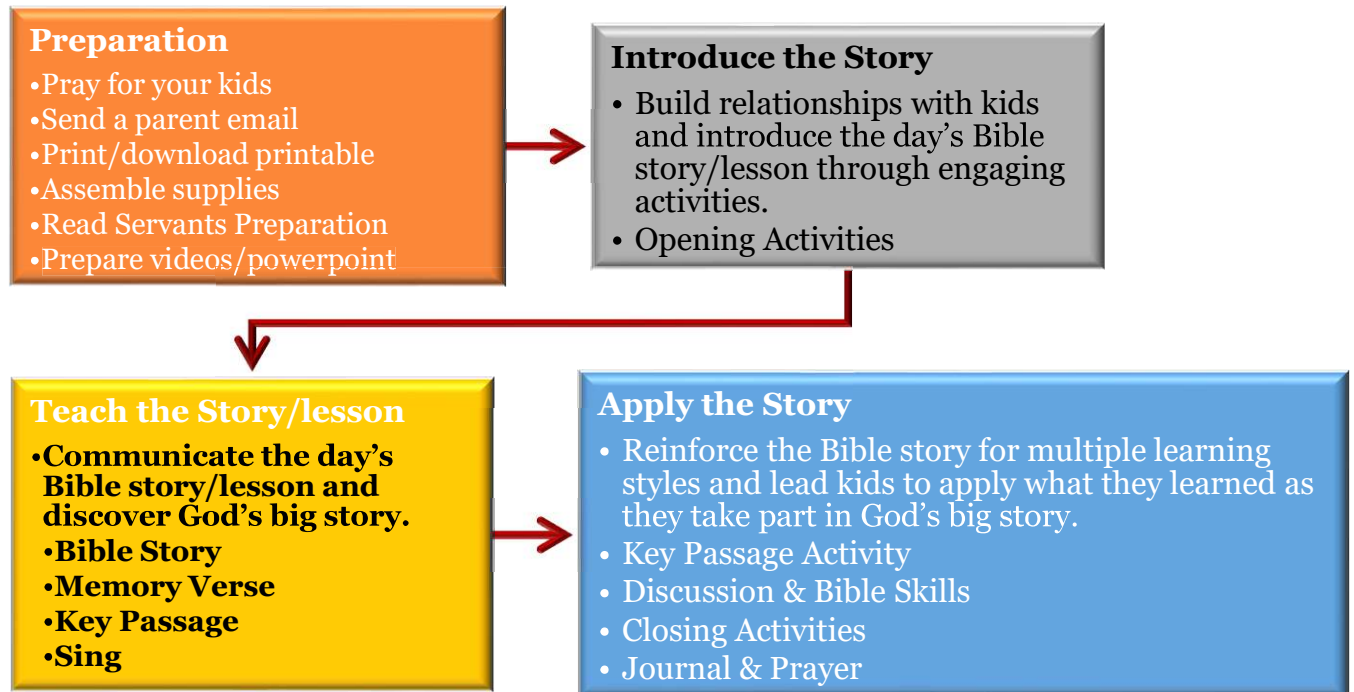 Preparation
•Pray for your kids
•Send a parent email
•Print/download printable
•Assemble supplies
•Read Servants Preparation
•Prepare videos/powerpoint
Introduce the Story
• Build relationships with kids
and introduce the day’s Bible
story/lesson through engaging
activities.
• Opening Activities
Teach the Story/lesson
•Communicate the day’s
Bible story/lesson and
discover God’s big story.
•Bible Story
•Memory Verse
•Key Passage
•Sing
Apply the Story
• Reinforce the Bible story for multiple learning
styles and lead kids to apply what they learned as
they take part in God’s big story.
• Key Passage Activity
• Discussion & Bible Skills
• Closing Activities
• Journal & Prayer